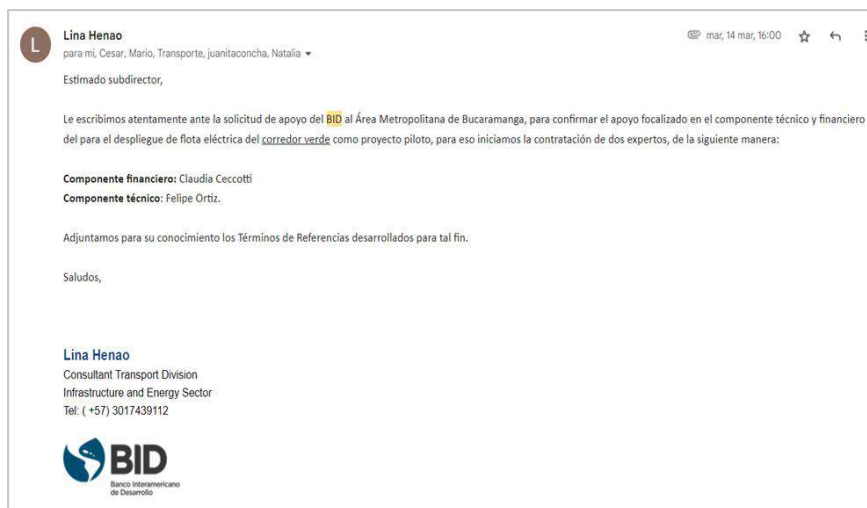 L
Lina Henao
mar, 14 mar, 16:00
para mi, Cesar, Mario, Transporte, juanitaconcha, Natalia
Estimado subdirector,
Le escribimos atentamente ante la solicitud de apoyo del BID al Área Metropolitana de Bucaramanga, para confirmar el apoyo focalizado en el componente técnico y financiero
del para el despliegue de flota eléctrica del corredor verde como proyecto piloto, para eso iniciamos la contratación de dos expertos, de la siguiente manera:
Componente financiero: Claudia Ceccotti
Componente técnico: Felipe Ortiz.
Adjuntamos para su conocimiento los Términos de Referencias desarrollados para tal fin.
Saludos,
Lina Henao
Consultant Transport Division
Infrastructure and Energy Sector
Tel: ( +57) 3017439112
BID
Banco Interamericano
de Desarrollo